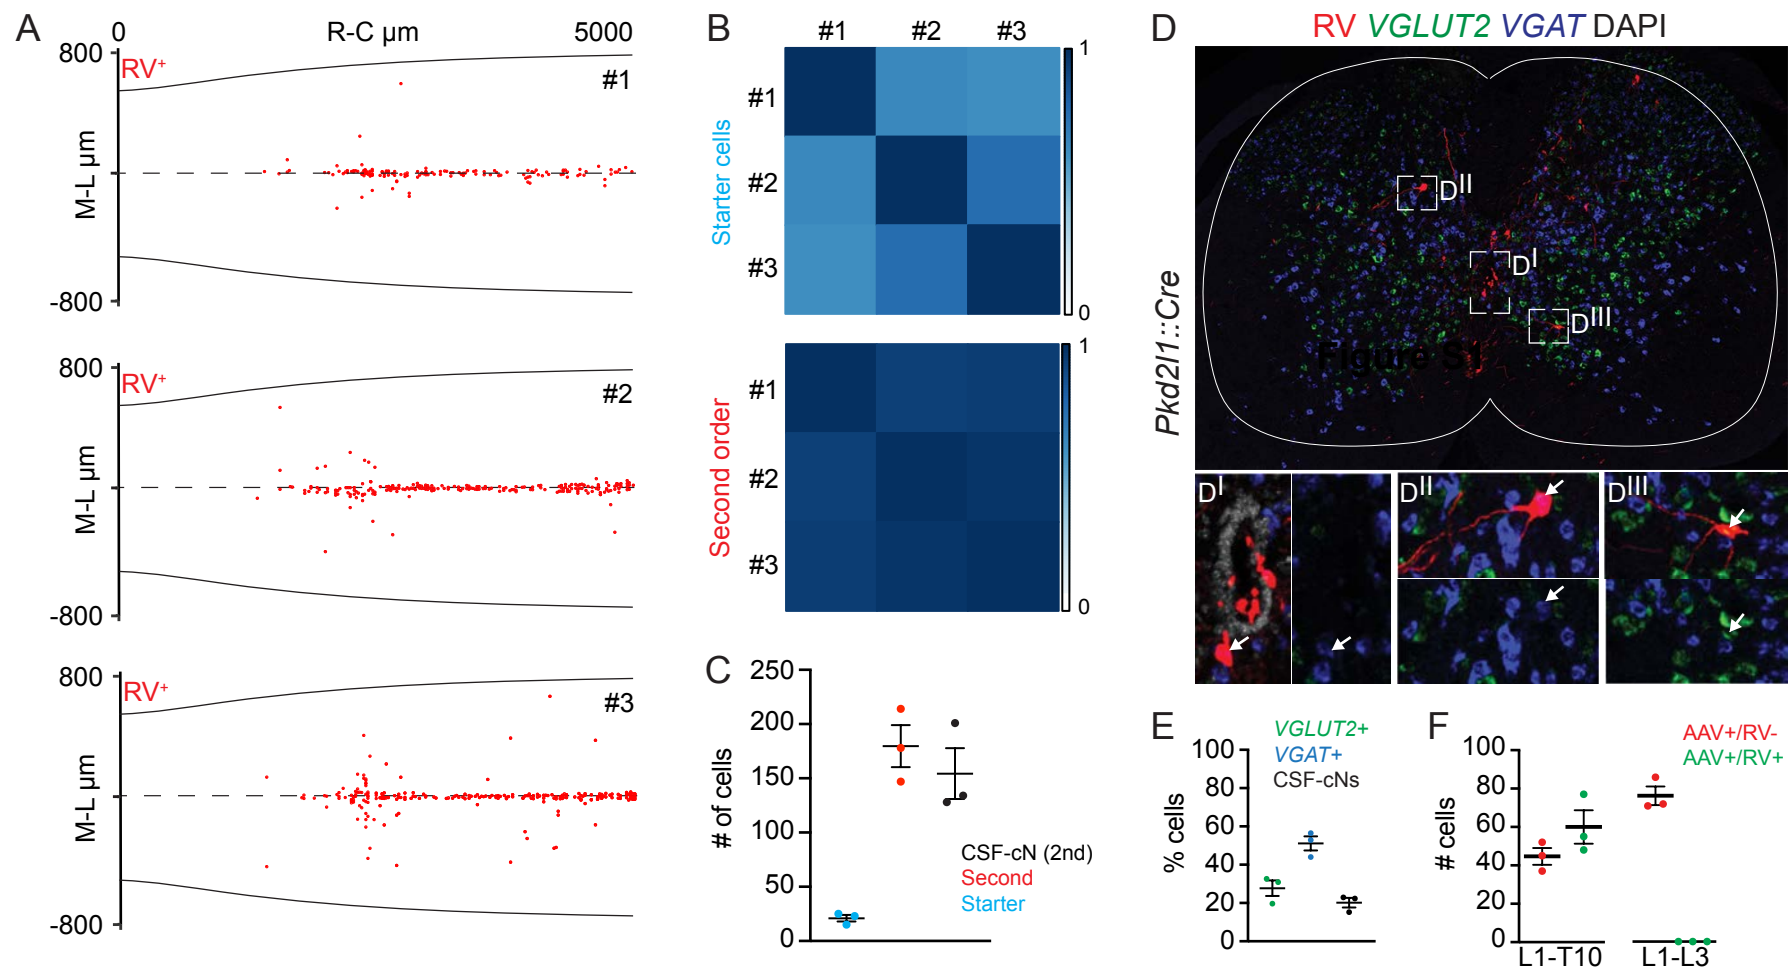 A
0 R-C µm 5000
800
RV+
#1
M-L µm
-800
800
RV+
#2
M-L µm
-800
800
RV+
#3
M-L µm
-800
B
#1 #2 #3
Starter cells
#1
#2
#3
1
0
Second order
#1
#2
#3
1
0
C
# of cells
250
200
150
100
50
0
CSF-cN (2nd)
Second
Starter
D
RV VGLUT2 VGAT DAPI
Pkd2l1::Cre
DII
DI
DIII
Figure S1
DI
DII
DIII
E
% cells
100
80
60
40
20
0
VGLUT2+
VGAT+
CSF-cNs
F
# cells
100
80
60
40
20
0
AAV+/RV-
AAV+/RV+
L1-T10 L1-L3